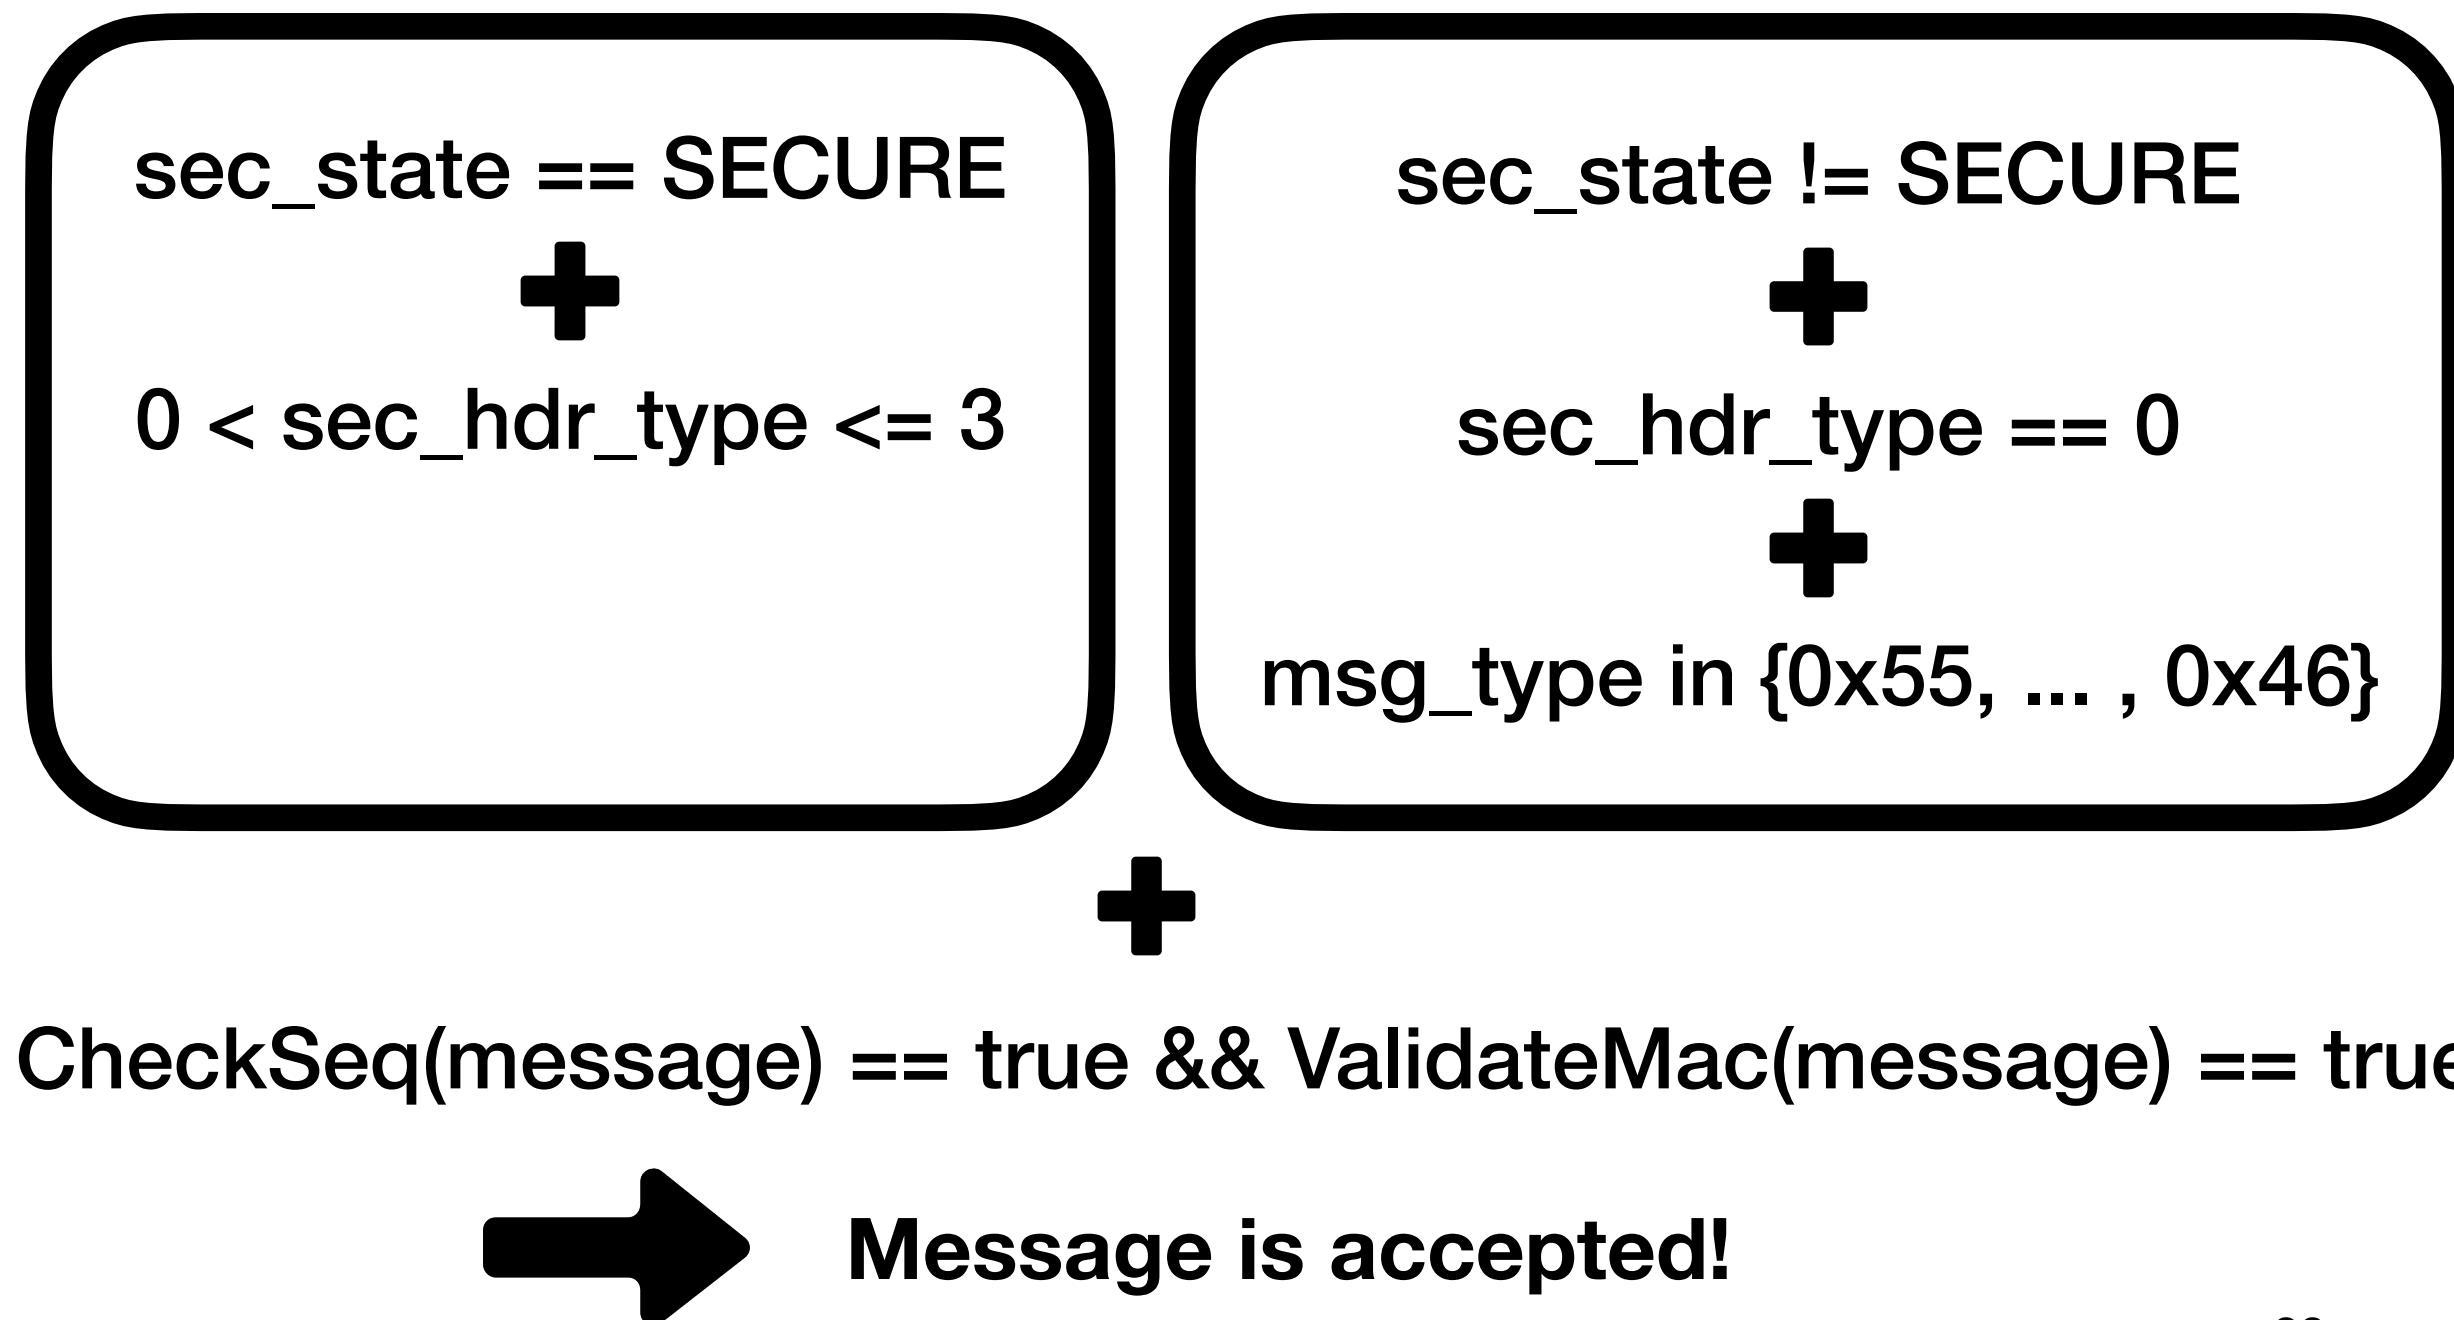 sec_state == SECURE
0 < sec_hdr_type <= 3
sec_state != SECURE
sec_hdr_type == 0
msg_type in {0x55, ... , 0x46}
CheckSeq(message) == true && ValidateMac(message) == true
Message is accepted!